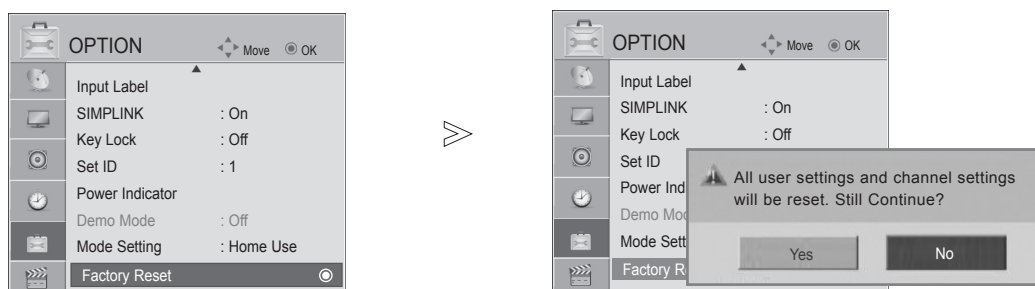 OPTION Move OK
Input Label
SIMPLINK : On
Key Lock : Off
Set ID : 1
Power Indicator
Demo Mode : Off
Mode Setting : Home Use
Factory Reset
OPTION Move OK
Input Label
SIMPLINK : On
Key Lock : Off
Set ID
Power Ind
Demo Mod
Mode Sett
Factory R
All user settings and channel settings
will be reset. Still Continue?
Yes No